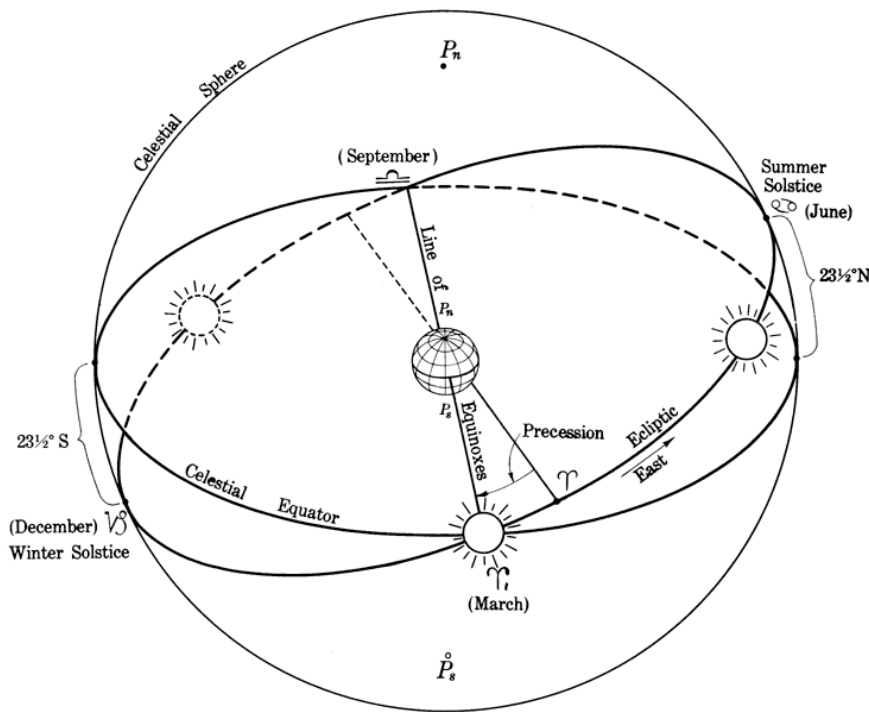 Pₙ
Celestial Sphere
(September)
♎
Summer
Solstice
♋ (June)
23½°N
Line of
Pₙ
Pₛ
Equinoxes
Precession
Ecliptic
East
♈
23½° S
Celestial Equator
(December) ♑
Winter Solstice
♈₁
(March)
Pₛ